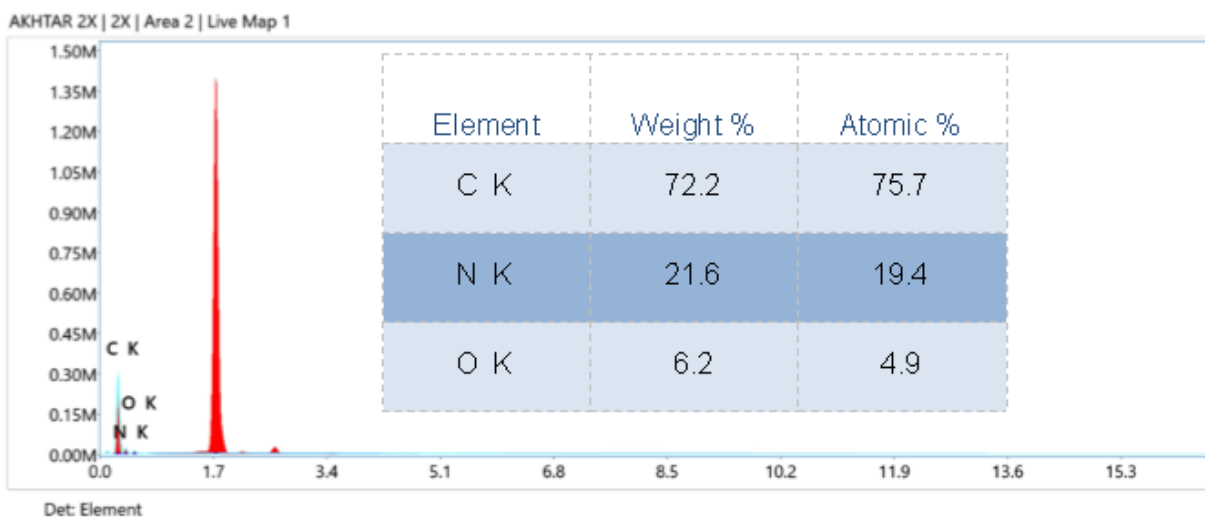 AKHTAR 2X | 2X | Area 2 | Live Map 1
1.50M
1.35M
1.20M
1.05M
0.90M
0.75M
0.60M
0.45M
0.30M
0.15M
0.00M
Element Weight % Atomic %
C K 72.2 75.7
N K 21.6 19.4
O K 6.2 4.9
C K
O K
N K
0.0 1.7 3.4 5.1 6.8 8.5 10.2 11.9 13.6 15.3
Det: Element